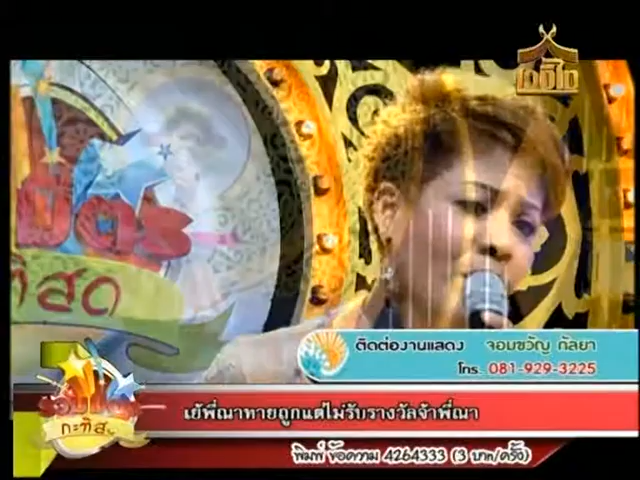 ติดต่องานแสดง จอมขวัญ กัลยา
โทร. 081-929-3225
เย้พี่ณาทายถูกแต่ไม่รับรางวัลจ้าพี่ณา
กะทิสด
พิมพ์ ข้อความ 4264333 (3 บาท/ครั้ง)